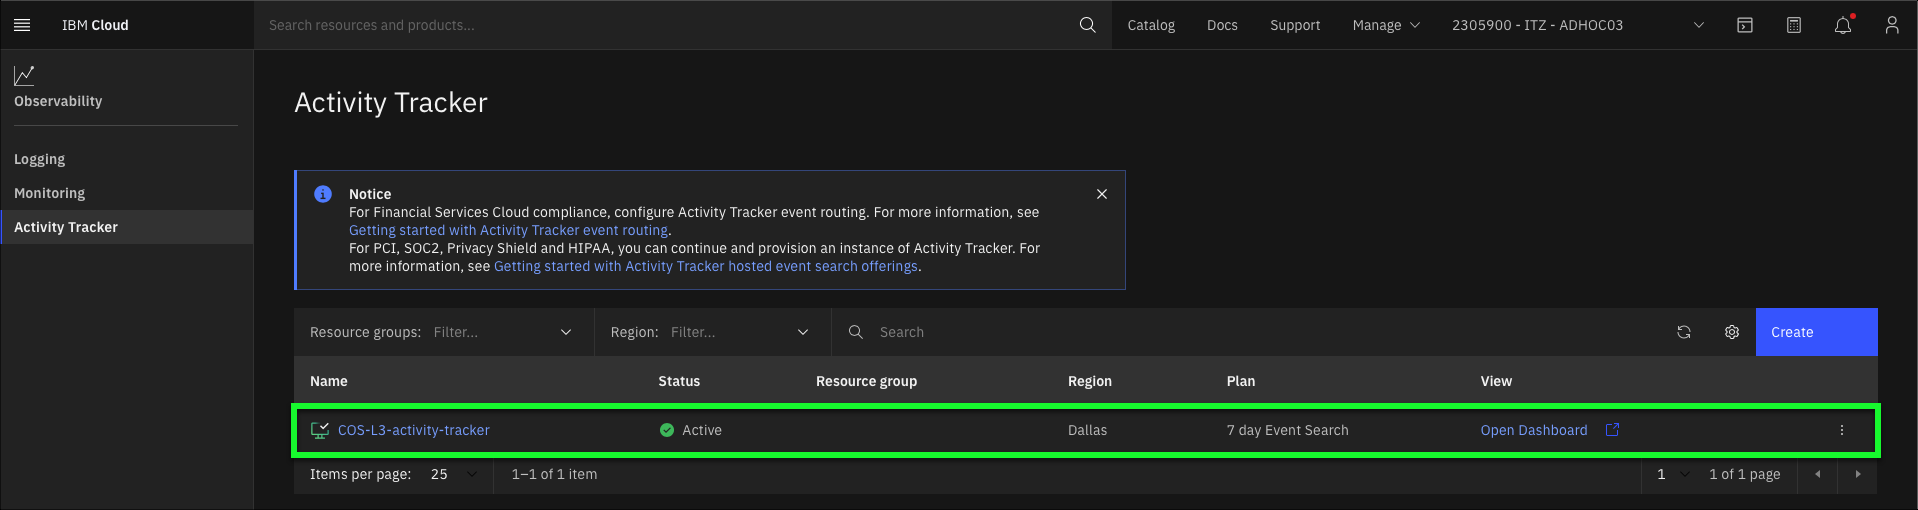 IBM Cloud
Search resources and products...
Catalog
Docs
Support
Manage
2305900 - ITZ - ADHOC03
Observability
Logging
Monitoring
Activity Tracker
Activity Tracker
Notice
For Financial Services Cloud compliance, configure Activity Tracker event routing. For more information, see
Getting started with Activity Tracker event routing.
For PCI, SOC2, Privacy Shield and HIPAA, you can continue and provision an instance of Activity Tracker. For
more information, see Getting started with Activity Tracker hosted event search offerings.
Resource groups: Filter...
Region: Filter...
Search
Create
Name Status Resource group Region Plan View
COS-L3-activity-tracker Active Dallas 7 day Event Search Open Dashboard
Items per page: 25 1–1 of 1 item 1 1 of 1 page